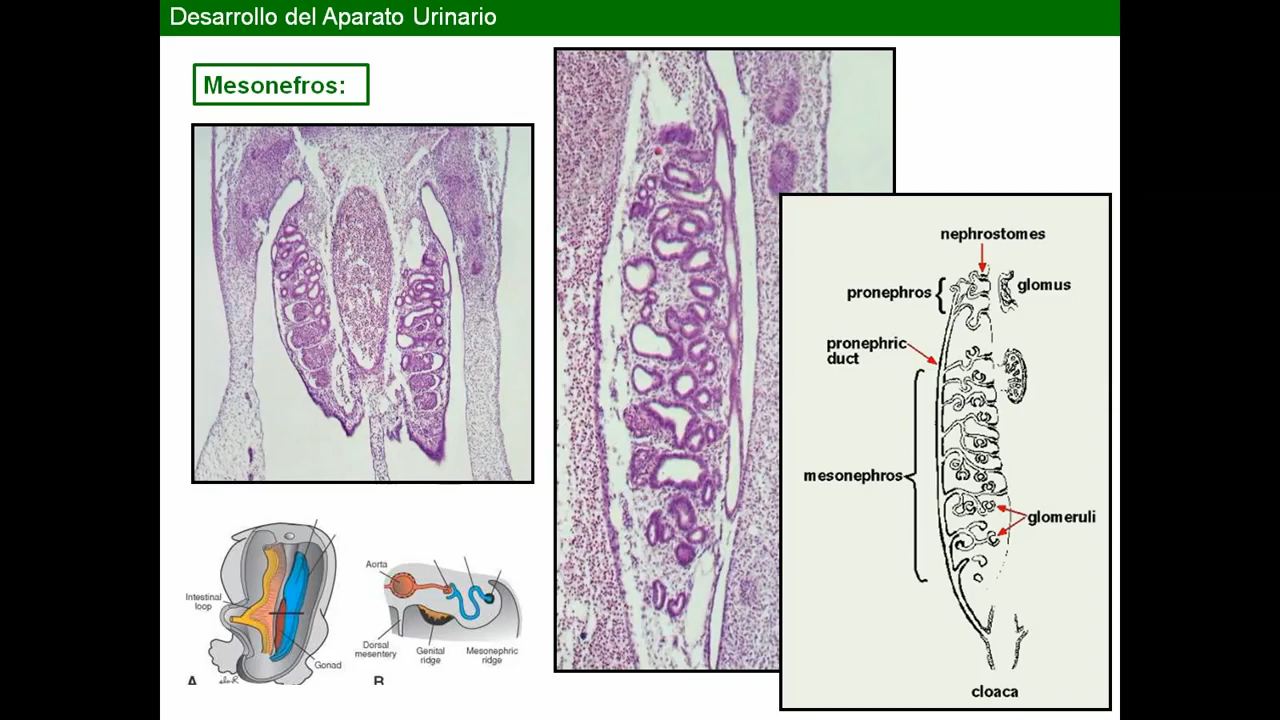 Desarrollo del Aparato Urinario
Mesonefros:
nephrostomes
pronephros
glomus
pronephric
duct
mesonephros
glomeruli
cloaca
Intestinal
loop
Gonad
A
Aorta
Dorsal
mesentery
Genital
ridge
Mesonephric
ridge
B